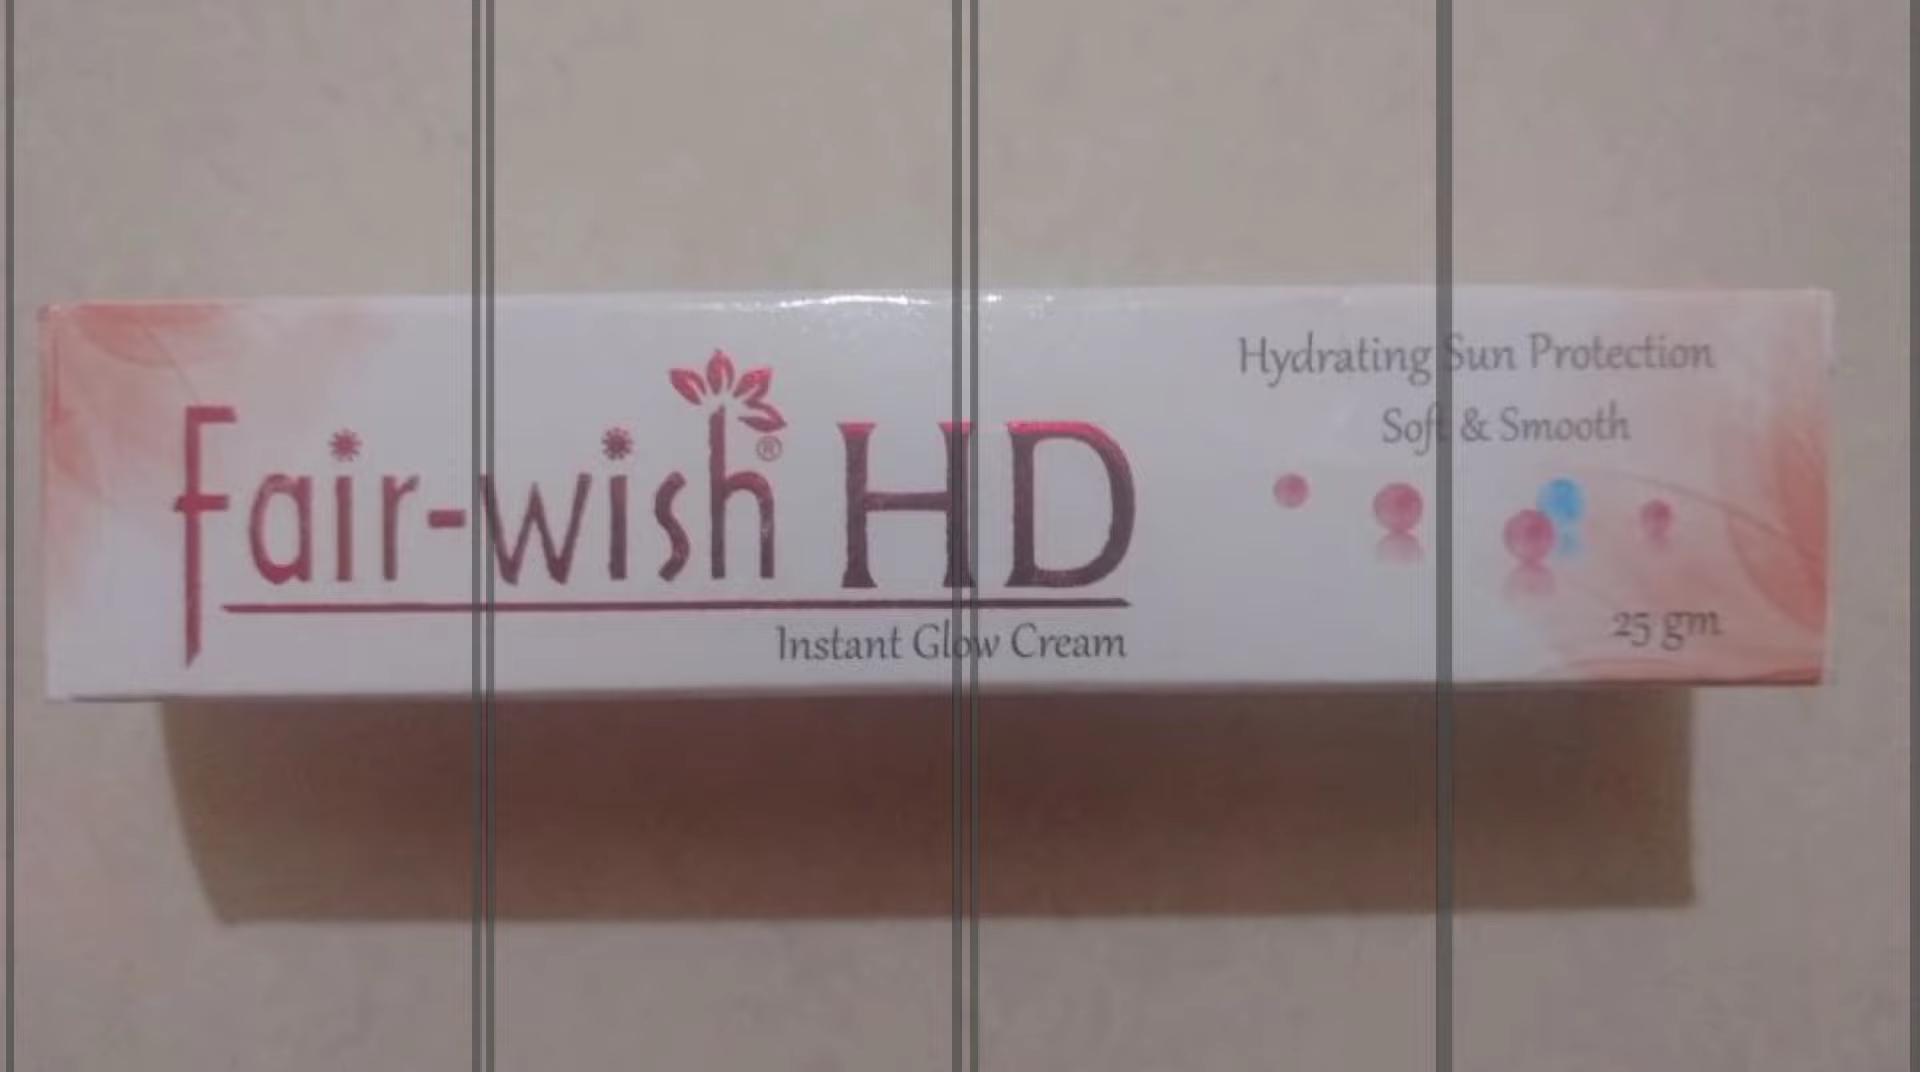 Fair-wish® HD
Instant Glow Cream
Hydrating Sun Protection
Soft & Smooth
25 gm